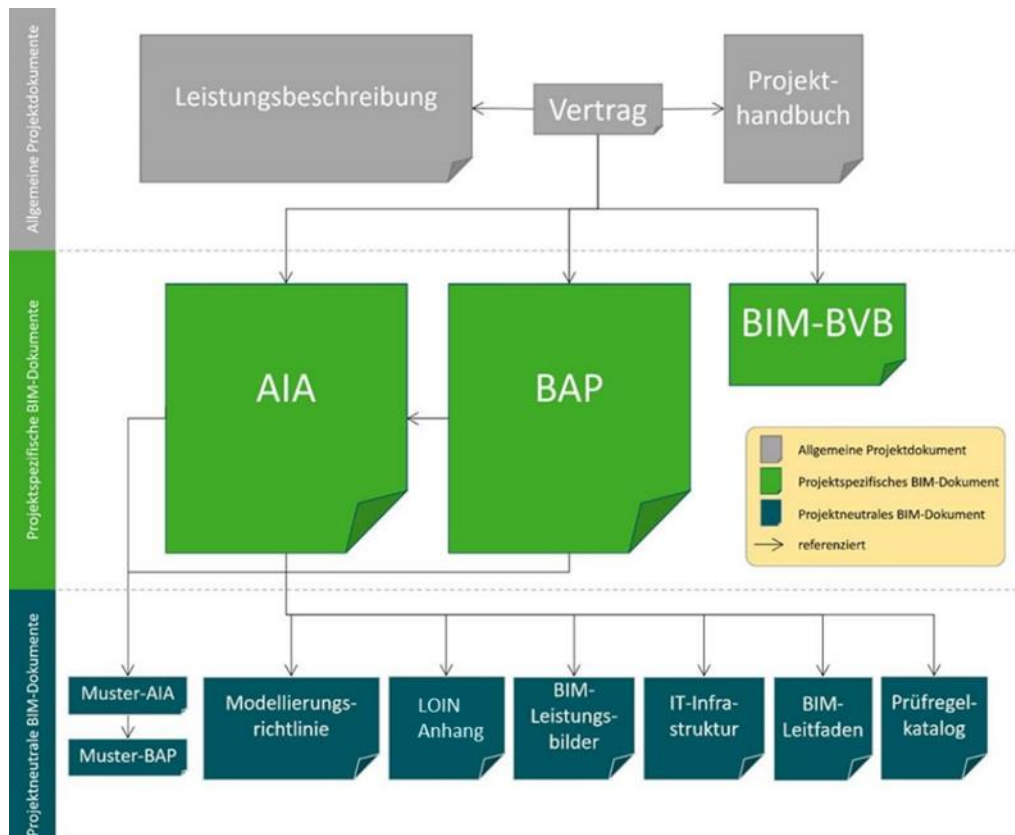 Allgemeine Projektdokumente
Leistungsbeschreibung
Vertrag
Projekt-
handbuch
Projektspezifische BIM-Dokumente
AIA
BAP
BIM-BVB
Allgemeine Projektdokument
Projektspezifisches BIM-Dokument
Projektneutrales BIM-Dokument
referenziert
Projektneutrale BIM-Dokumente
Muster-AIA
Muster-BAP
Modellierungs-
richtlinie
LOIN
Anhang
BIM-
Leistungs-
bilder
IT-Infra-
struktur
BIM-
Leitfaden
Prüfregel-
katalog